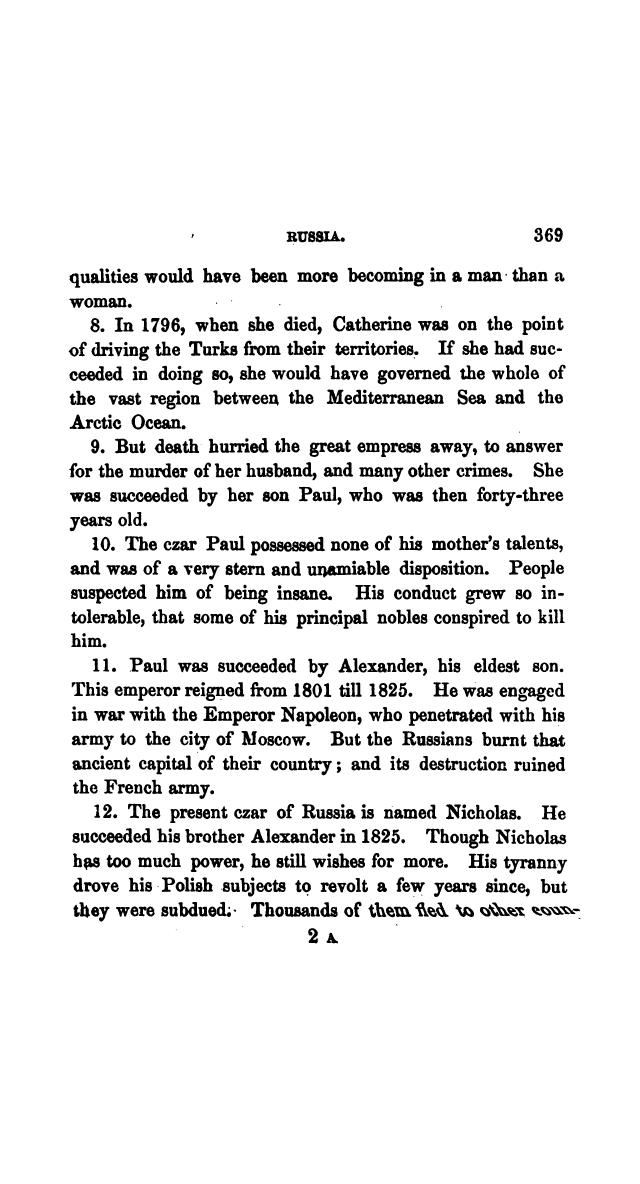 RUSSIA. 369
qualities would have been more becoming in a man than a
woman.
8. In 1796, when she died, Catherine was on the point
of driving the Turks from their territories. If she had suc-
ceeded in doing so, she would have governed the whole of
the vast region between the Mediterranean Sea and the
Arctic Ocean.
9. But death hurried the great empress away, to answer
for the murder of her husband, and many other crimes. She
was succeeded by her son Paul, who was then forty-three
years old.
10. The czar Paul possessed none of his mother's talents,
and was of a very stern and unamiable disposition. People
suspected him of being insane. His conduct grew so in-
tolerable, that some of his principal nobles conspired to kill
him.
11. Paul was succeeded by Alexander, his eldest son.
This emperor reigned from 1801 till 1825. He was engaged
in war with the Emperor Napoleon, who penetrated with his
army to the city of Moscow. But the Russians burnt that
ancient capital of their country; and its destruction ruined
the French army.
12. The present czar of Russia is named Nicholas. He
succeeded his brother Alexander in 1825. Though Nicholas
has too much power, he still wishes for more. His tyranny
drove his Polish subjects to revolt a few years since, but
they were subdued. Thousands of them fled to other coun-
2 A